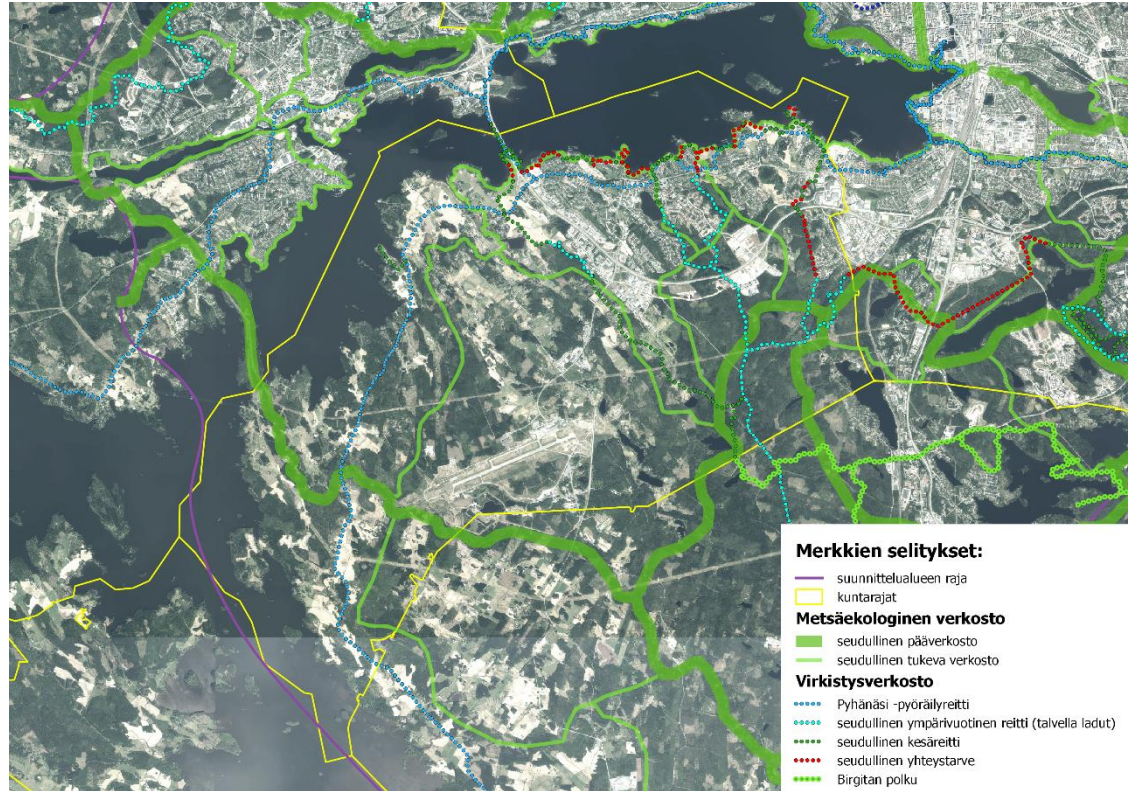 Merkkien selitykset:
suunnittelualueen raja
kuntarajat
Metsäekologinen verkosto
seudullinen pääverkosto
seudullinen tukeva verkosto
Virkistysverkosto
Pyhänäsi -pyöräilyreitti
seudullinen ympärivuotinen reitti (talvella ladut)
seudullinen kesäreitti
seudullinen yhteystarve
Birgitan polku